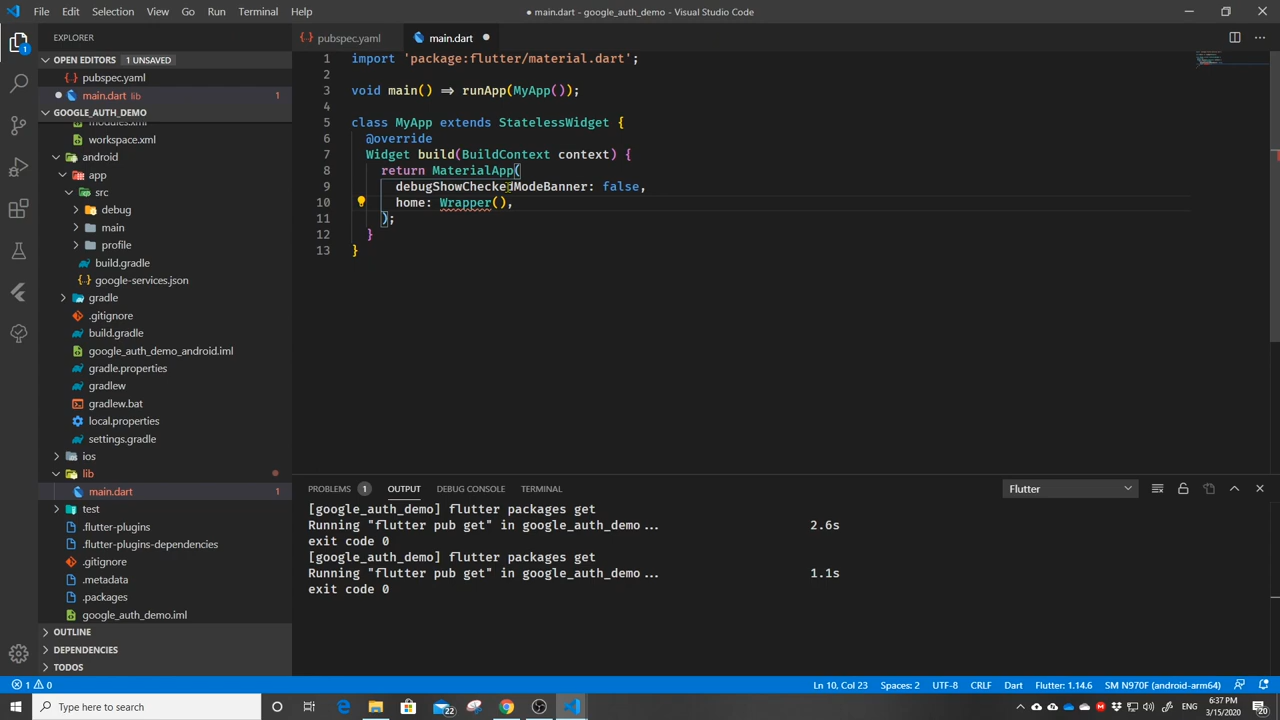 File Edit Selection View Go Run Terminal Help
● main.dart - google_auth_demo - Visual Studio Code
EXPLORER
OPEN EDITORS 1 UNSAVED
pubspec.yaml
main.dart lib 1
GOOGLE_AUTH_DEMO
modules.xml
workspace.xml
android
app
src
debug
main
profile
build.gradle
google-services.json
gradle
.gitignore
build.gradle
google_auth_demo_android.iml
gradle.properties
gradlew
gradlew.bat
local.properties
settings.gradle
ios
lib
main.dart 1
test
.flutter-plugins
.flutter-plugins-dependencies
.gitignore
.metadata
.packages
google_auth_demo.iml
OUTLINE
DEPENDENCIES
TODOS
1
pubspec.yaml
main.dart ●
1 import 'package:flutter/material.dart';
2
3 void main() => runApp(MyApp());
4
5 class MyApp extends StatelessWidget {
6 @override
7 Widget build(BuildContext context) {
8 return MaterialApp(
9 debugShowCheckedModeBanner: false,
10 home: Wrapper(),
11 );
12 }
13 }
PROBLEMS 1 OUTPUT DEBUG CONSOLE TERMINAL
Flutter
[google_auth_demo] flutter packages get
Running "flutter pub get" in google_auth_demo... 2.6s
exit code 0
[google_auth_demo] flutter packages get
Running "flutter pub get" in google_auth_demo... 1.1s
exit code 0
1 0
Ln 10, Col 23 Spaces: 2 UTF-8 CRLF Dart Flutter: 1.14.6 SM N970F (android-arm64)
Type here to search
22
6:37 PM
3/15/2020
20